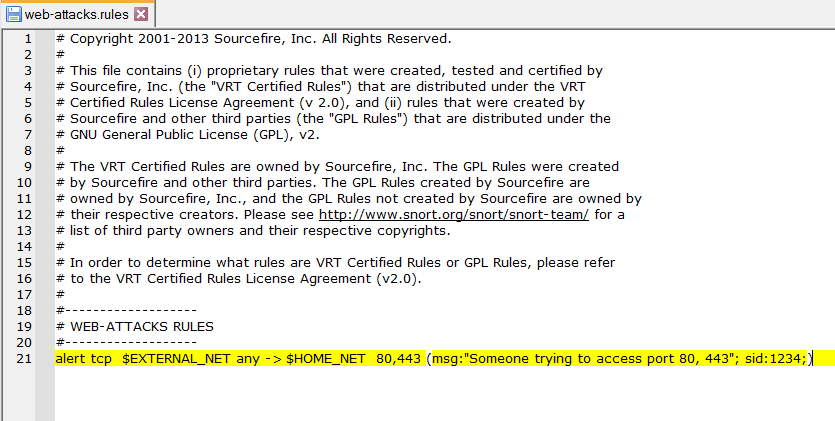 web-attacks.rules
1 # Copyright 2001-2013 Sourcefire, Inc. All Rights Reserved.
2 #
3 # This file contains (i) proprietary rules that were created, tested and certified by
4 # Sourcefire, Inc. (the "VRT Certified Rules") that are distributed under the VRT
5 # Certified Rules License Agreement (v 2.0), and (ii) rules that were created by
6 # Sourcefire and other third parties (the "GPL Rules") that are distributed under the
7 # GNU General Public License (GPL), v2.
8 #
9 # The VRT Certified Rules are owned by Sourcefire, Inc. The GPL Rules were created
10 # by Sourcefire and other third parties. The GPL Rules created by Sourcefire are
11 # owned by Sourcefire, Inc., and the GPL Rules not created by Sourcefire are owned by
12 # their respective creators. Please see http://www.snort.org/snort/snort-team/ for a
13 # list of third party owners and their respective copyrights.
14 #
15 # In order to determine what rules are VRT Certified Rules or GPL Rules, please refer
16 # to the VRT Certified Rules License Agreement (v2.0).
17 #
18 #-------------------
19 # WEB-ATTACKS RULES
20 #-------------------
21 alert tcp  $EXTERNAL_NET any -> $HOME_NET  80,443 (msg:"Someone trying to access port 80, 443"; sid:1234;)